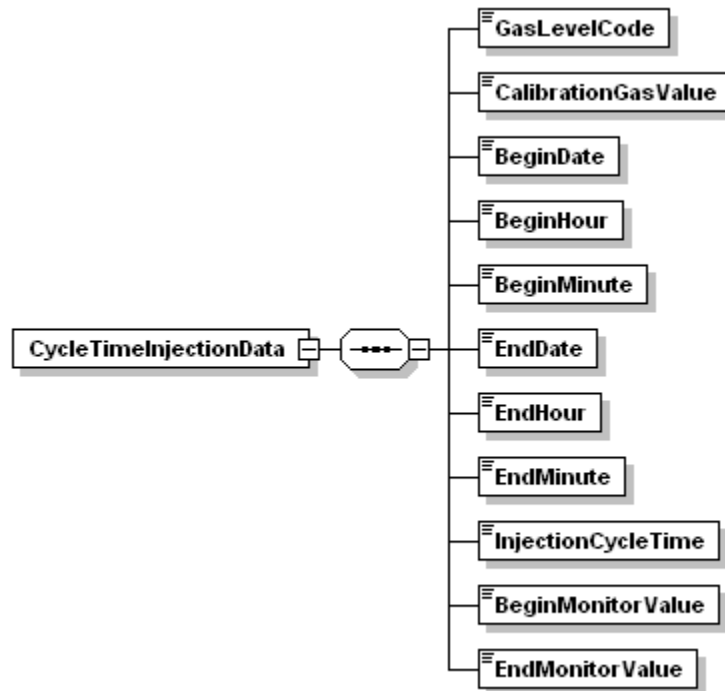 GasLevelCode
CalibrationGasValue
BeginDate
BeginHour
BeginMinute
CycleTimeInjectionData
EndDate
EndHour
EndMinute
InjectionCycleTime
BeginMonitorValue
EndMonitorValue